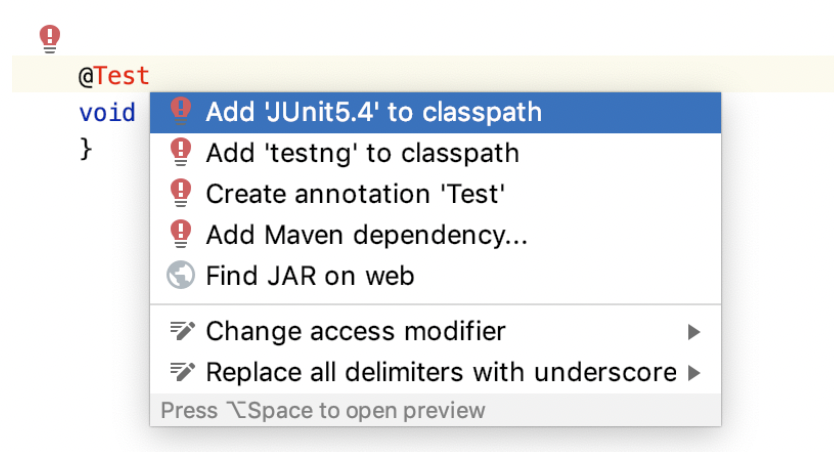 @Test
void
}
Add 'JUnit5.4' to classpath
Add 'testng' to classpath
Create annotation 'Test'
Add Maven dependency...
Find JAR on web
Change access modifier
Replace all delimiters with underscore
Press ⌥Space to open preview